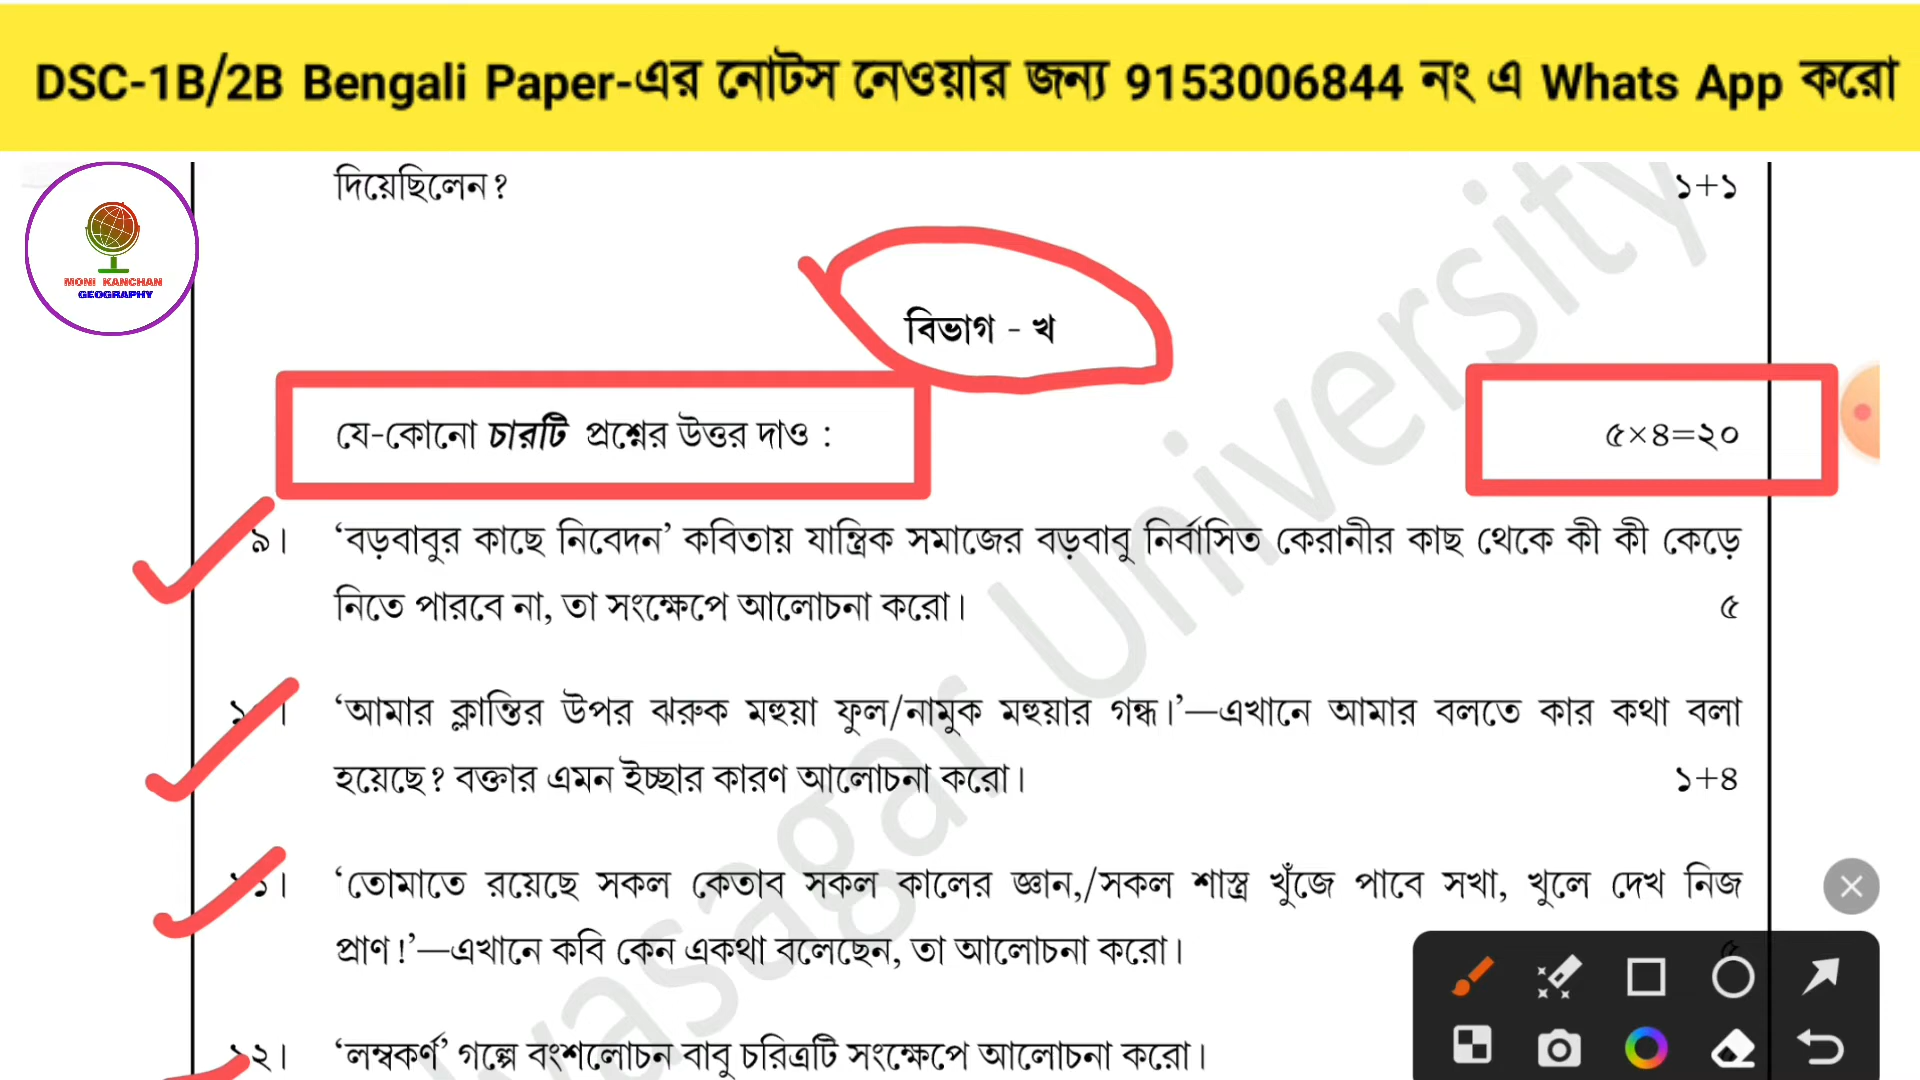 DSC-1B/2B Bengali Paper-এর নোটস নেওয়ার জন্য 9153006844 নং এ Whats App করো
MONI KANCHAN
GEOGRAPHY
দিয়েছিলেন? ১+১
বিভাগ - খ
যে-কোনো চারটি প্রশ্নের উত্তর দাও : ৫×৪=২০
৯। ‘বড়বাবুর কাছে নিবেদন’ কবিতায় যান্ত্রিক সমাজের বড়বাবু নির্বাসিত কেরানীর কাছ থেকে কী কী কেড়ে
নিতে পারবে না, তা সংক্ষেপে আলোচনা করো। ৫
‘আমার ক্লান্তির উপর ঝরুক মহুয়া ফুল/নামুক মহুয়ার গন্ধ।’—এখানে আমার বলতে কার কথা বলা
হয়েছে? বক্তার এমন ইচ্ছার কারণ আলোচনা করো। ১+৪
‘তোমাতে রয়েছে সকল কেতাব সকল কালের জ্ঞান,/সকল শাস্ত্র খুঁজে পাবে সখা, খুলে দেখ নিজ
প্রাণ!’—এখানে কবি কেন একথা বলেছেন, তা আলোচনা করো।
১২। ‘লম্বকর্ণ’ গল্পে বংশলোচন বাবু চরিত্রটি সংক্ষেপে আলোচনা করো।
University